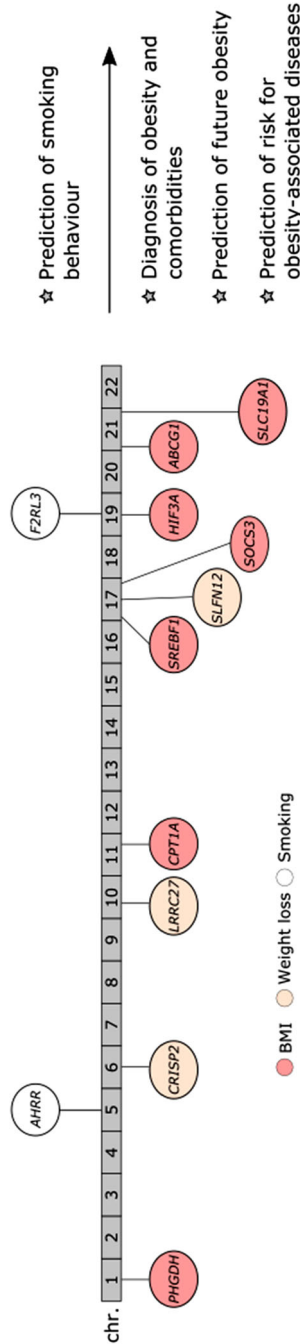 AHRR
F2RL3
chr. 1 2 3 4 5 6 7 8 9 10 11 12 13 14 15 16 17 18 19 20 21 22
PHGDH
CRISP2
LRRC27
CPT1A
SREBF1
SLFN12
SOCS3
HIF3A
ABCG1
SLC19A1
BMI Weight loss Smoking
☆ Prediction of smoking
behaviour
☆ Diagnosis of obesity and
comorbidities
☆ Prediction of future obesity
☆ Prediction of risk for
obesity-associated diseases